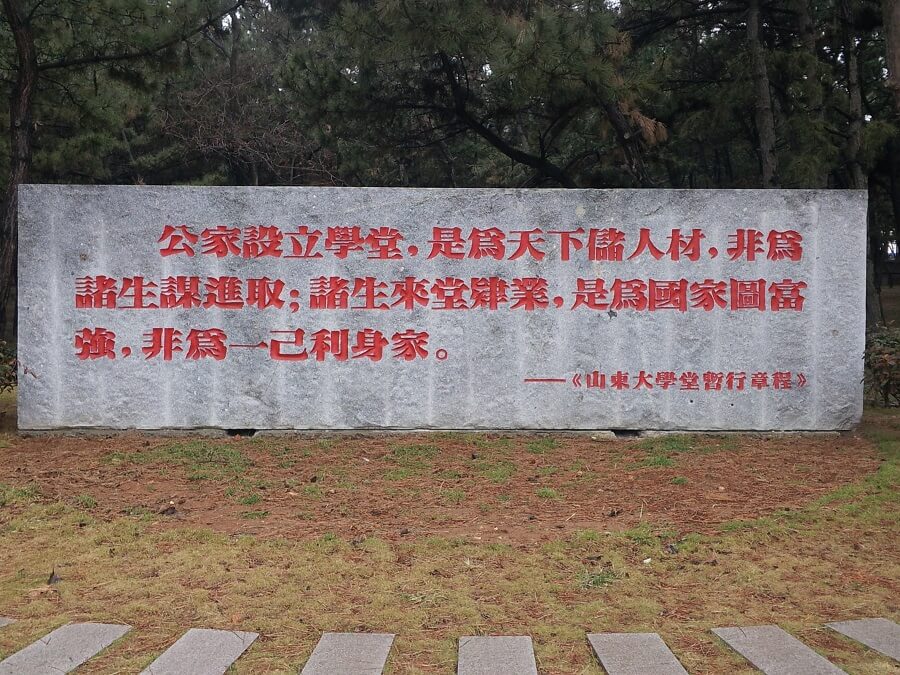 公家設立學堂，是爲天下儲人材，非爲
諸生謀進取；諸生來堂肄業，是爲國家圖富
強，非爲一己利身家。
——《山東大學堂暫行章程》